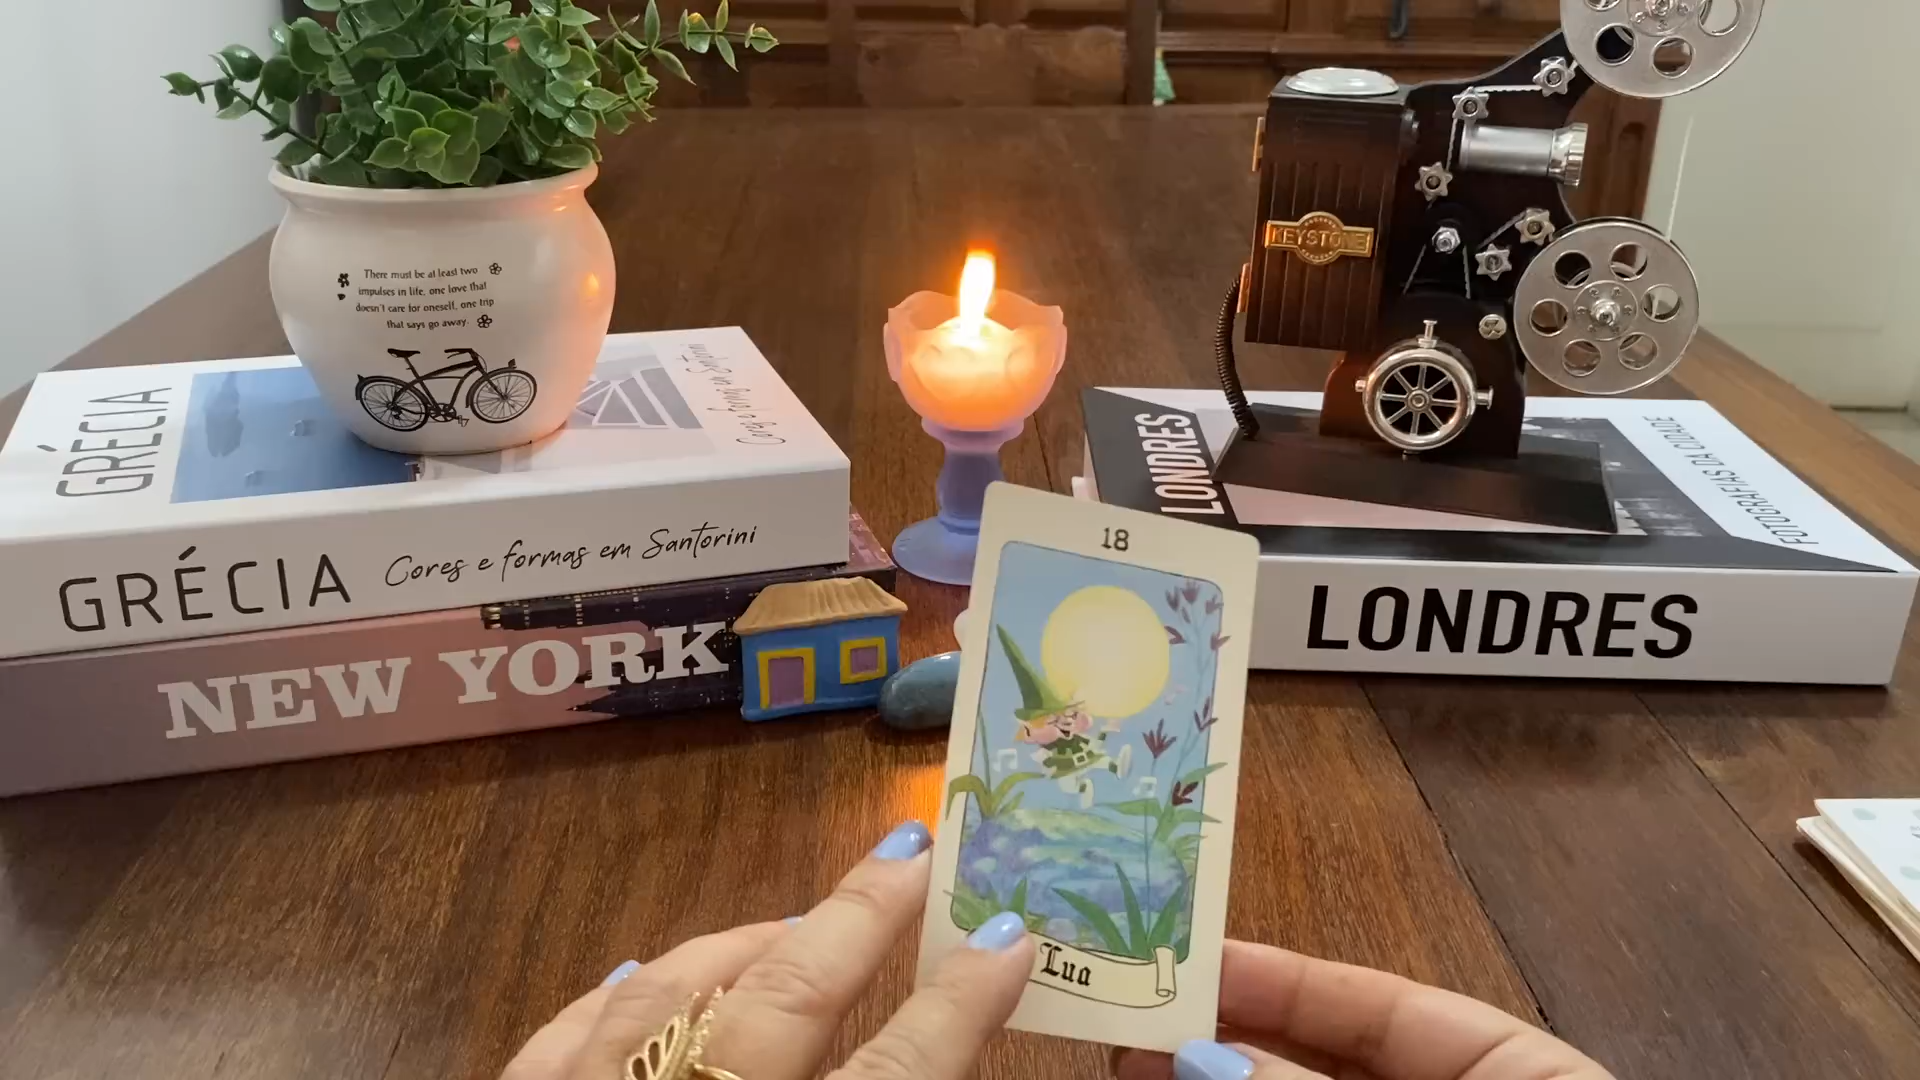 There must be at least two
impulses in life, one love that
doesn't care for oneself, one trip
that says go away.
GRÉCIA
Cores e formas em Santorini
GRÉCIA
Cores e formas em Santorini
NEW YORK
KEYSTONE
LONDRES
FOTOGRAFIAS DA CIDADE
LONDRES
18
Lua